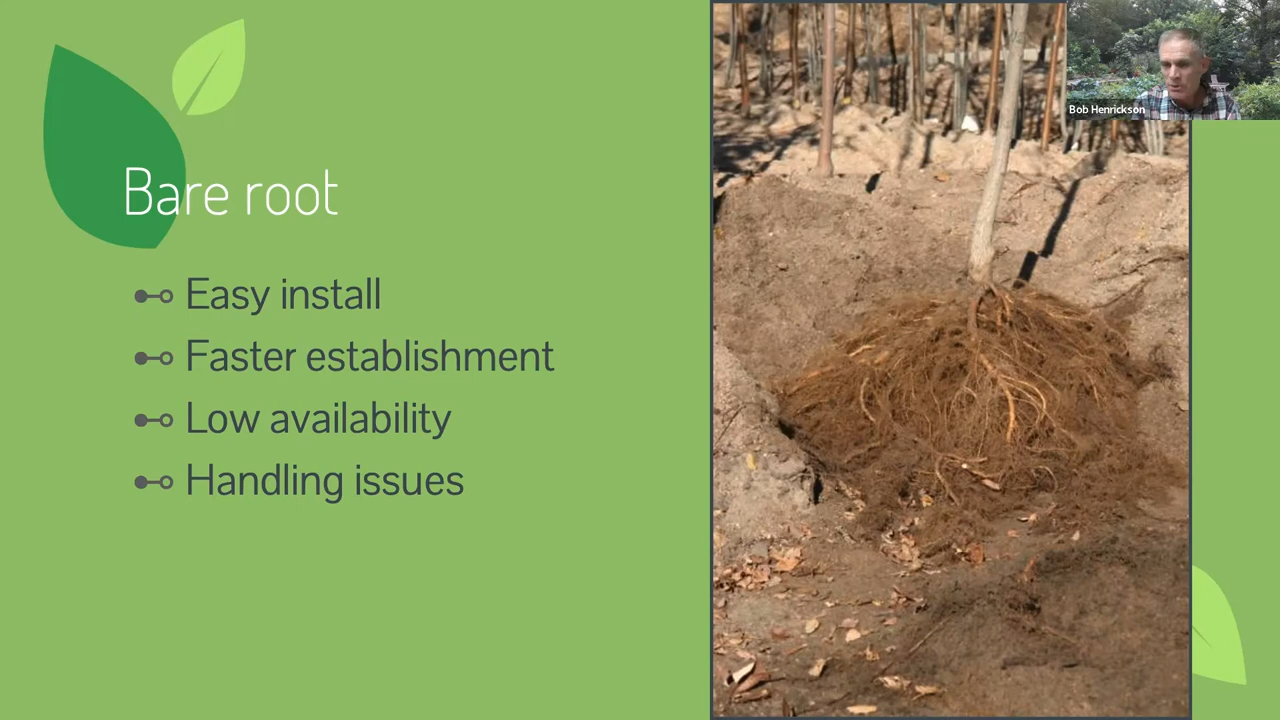 Bare root
Easy install
Faster establishment
Low availability
Handling issues
Bob Henrickson